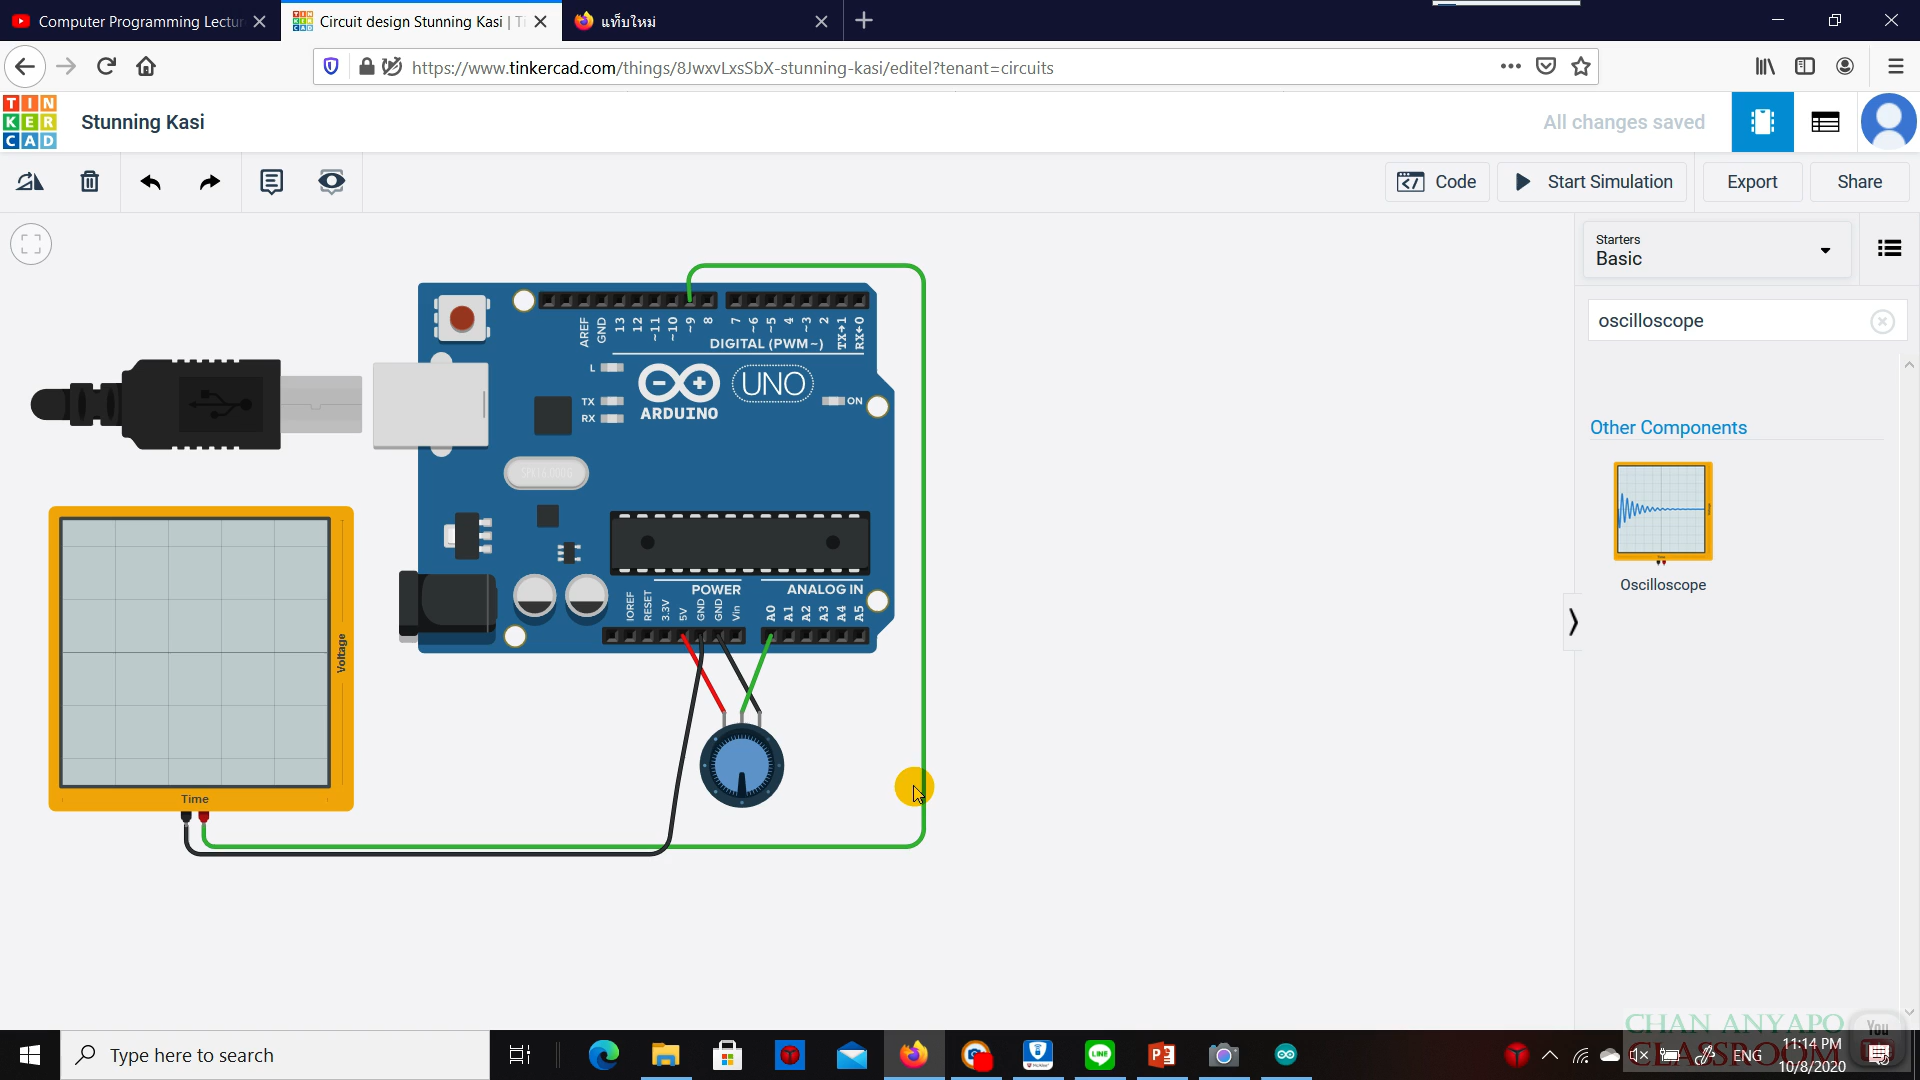 Computer Programming Lectur
Circuit design Stunning Kasi | Ti
แท็บใหม่
https://www.tinkercad.com/things/8JwxvLxsSbX-stunning-kasi/editel?tenant=circuits
TIN
KER
CAD
Stunning Kasi
All changes saved
Code
Start Simulation
Export
Share
Starters
Basic
oscilloscope
Other Components
Oscilloscope
AREF
GND
13
12
~11
~10
~9
8
7
~6
~5
4
~3
2
TX→1
RX←0
DIGITAL (PWM~)
L
TX
RX
ARDUINO
UNO
ON
POWER
ANALOG IN
IOREF
RESET
3.3V
5V
GND
GND
Vin
A0
A1
A2
A3
A4
A5
Voltage
Time
CHAN ANYAPO
CLASSROOM
You
Type here to search
ENG
11:14 PM
10/8/2020